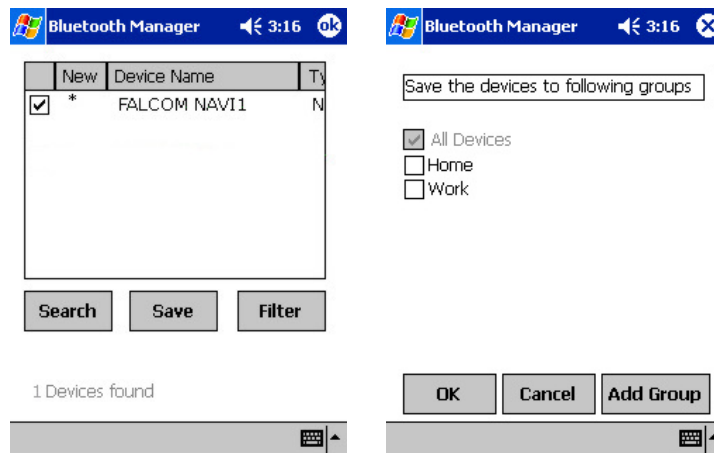 Bluetooth Manager 3:16 ok
New Device Name Ty
* FALCOM NAVI1 N
Search Save Filter
1 Devices found
Bluetooth Manager 3:16
Save the devices to following groups
All Devices
Home
Work
OK Cancel Add Group